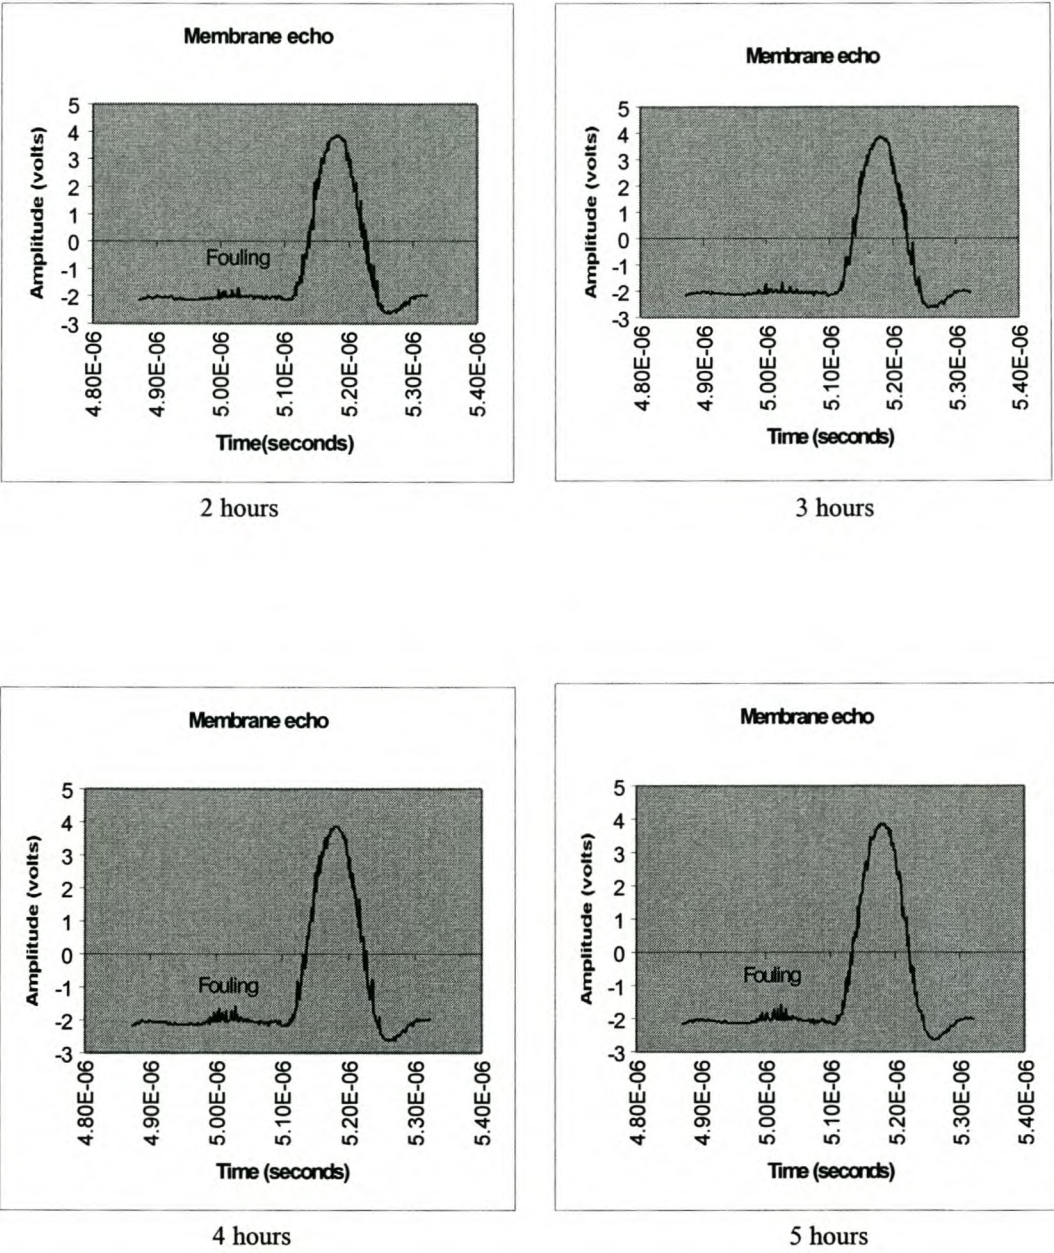 Membrane echo
Amplitude (volts)
5
4
3
2
1
0
-1
-2
-3
Fouling
4.80E-06
4.90E-06
5.00E-06
5.10E-06
5.20E-06
5.30E-06
5.40E-06
Time(seconds)
2 hours
Membrane echo
Amplitude (volts)
5
4
3
2
1
0
-1
-2
-3
4.80E-06
4.90E-06
5.00E-06
5.10E-06
5.20E-06
5.30E-06
5.40E-06
Time (seconds)
3 hours
Membrane echo
Amplitude (volts)
5
4
3
2
1
0
-1
-2
-3
Fouling
4.80E-06
4.90E-06
5.00E-06
5.10E-06
5.20E-06
5.30E-06
5.40E-06
Time (seconds)
4 hours
Membrane echo
Amplitude (volts)
5
4
3
2
1
0
-1
-2
-3
Fouling
4.80E-06
4.90E-06
5.00E-06
5.10E-06
5.20E-06
5.30E-06
5.40E-06
Time (seconds)
5 hours